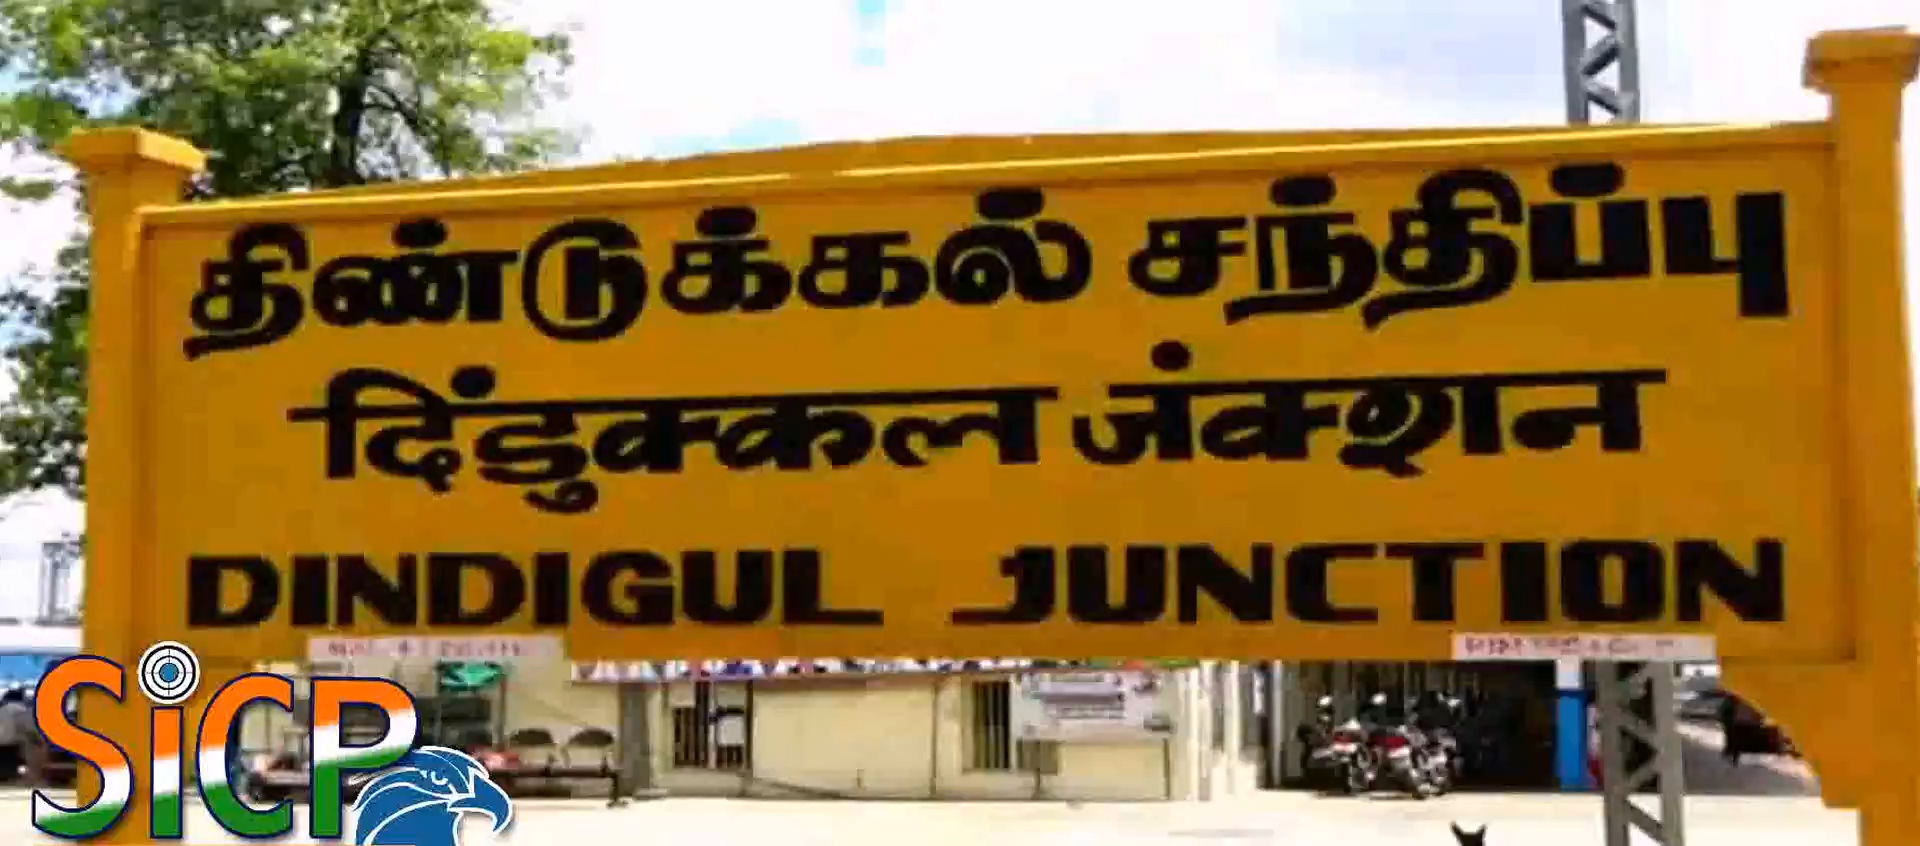 திண்டுக்கல் சந்திப்பு
दिंडुक्कल जंक्शन
DINDIGUL JUNCTION
SiCP